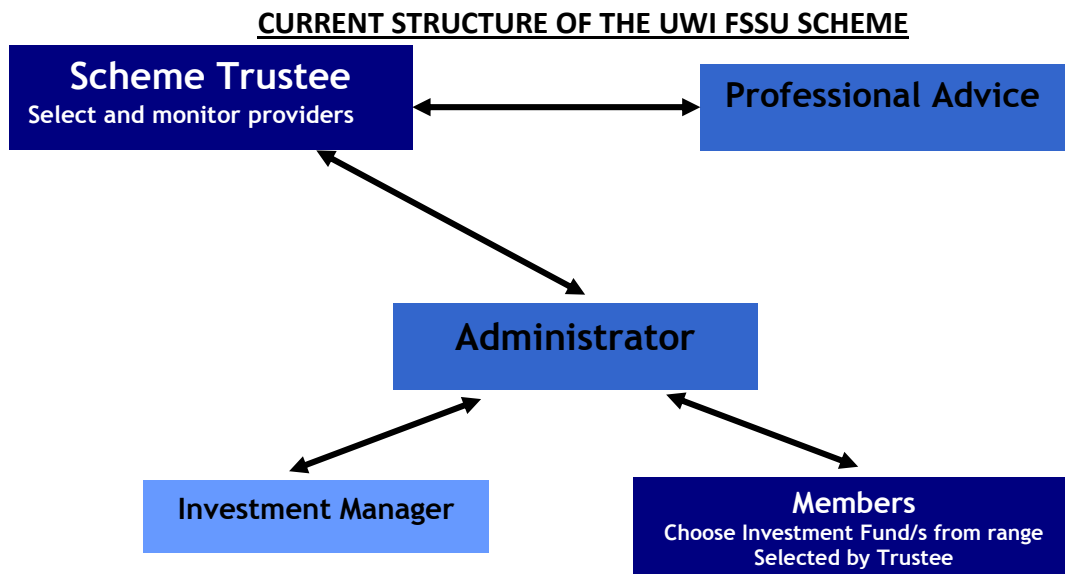 CURRENT STRUCTURE OF THE UWI FSSU SCHEME
Scheme Trustee
Select and monitor providers
Professional Advice
Administrator
Investment Manager
Members
Choose Investment Fund/s from range
Selected by Trustee